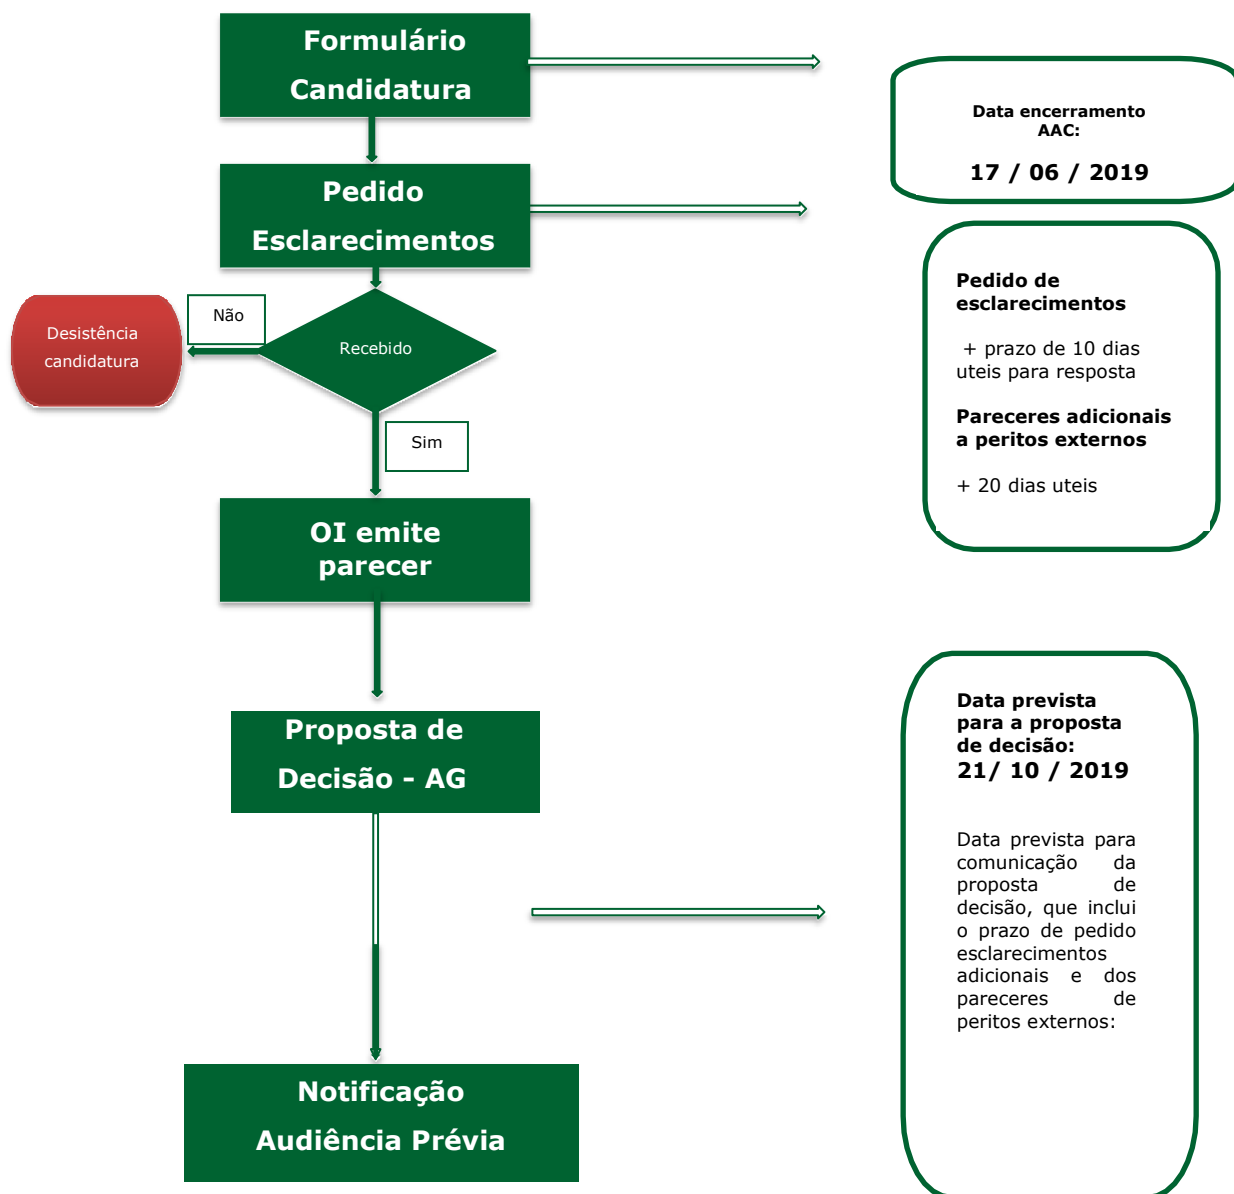 Formulário
Candidatura
Data encerramento
AAC:
17 / 06 / 2019
Pedido
Esclarecimentos
Pedido de
esclarecimentos
+ prazo de 10 dias
uteis para resposta
Pareceres adicionais
a peritos externos
+ 20 dias uteis
Não
Desistência
candidatura
Recebido
Sim
OI emite
parecer
Proposta de
Decisão - AG
Data prevista
para a proposta
de decisão:
21/ 10 / 2019
Data prevista para
comunicação da
proposta de
decisão, que inclui
o prazo de pedido
esclarecimentos
adicionais e dos
pareceres de
peritos externos:
Notificação
Audiência Prévia